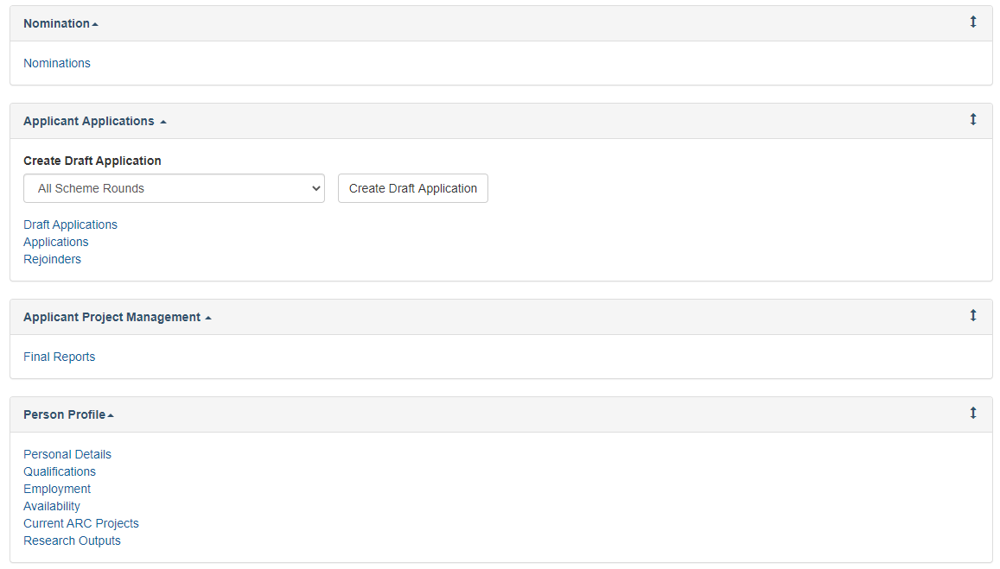 Nomination
Nominations
Applicant Applications
Create Draft Application
All Scheme Rounds
Create Draft Application
Draft Applications
Applications
Rejoinders
Applicant Project Management
Final Reports
Person Profile
Personal Details
Qualifications
Employment
Availability
Current ARC Projects
Research Outputs